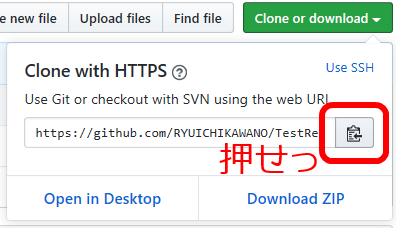 new file
Upload files
Find file
Clone or download
Clone with HTTPS
Use SSH
Use Git or checkout with SVN using the web URL
https://github.com/RYUICHIKAWANO/TestRe
押せっ
Open in Desktop
Download ZIP